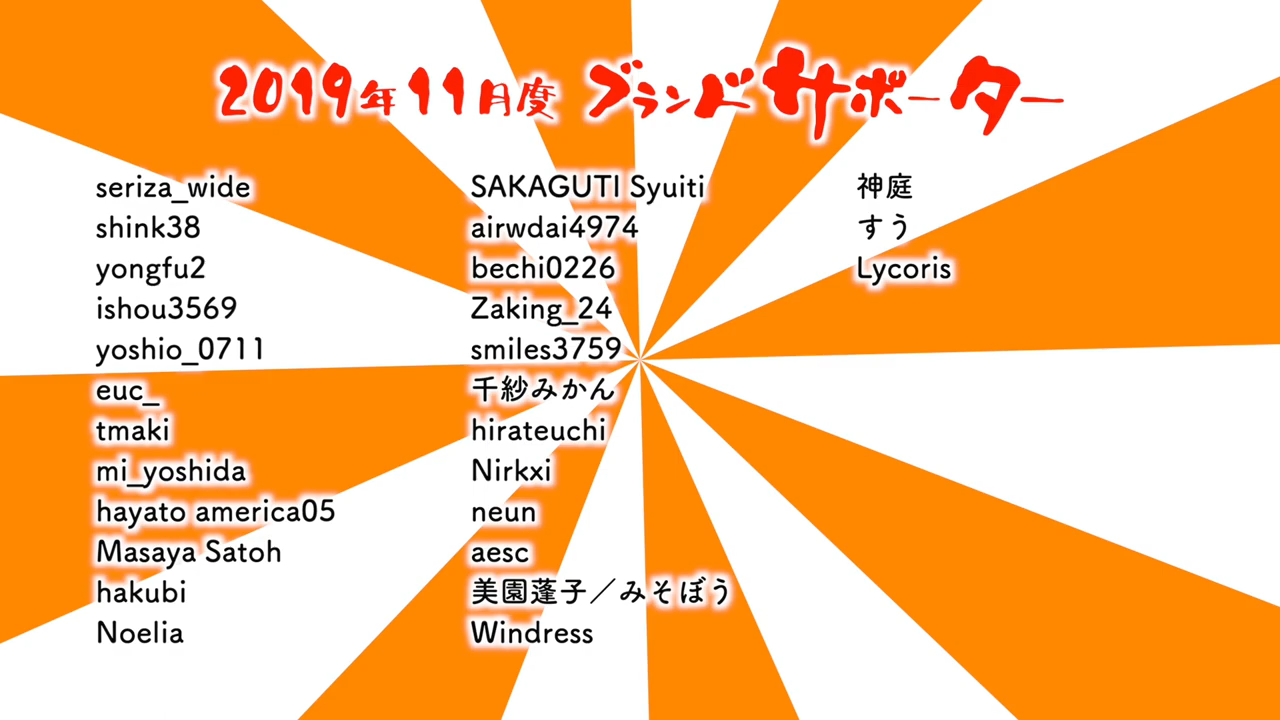 2019年11月度 ブランドサポーター
seriza_wide
shink38
yongfu2
ishou3569
yoshio_0711
euc_
tmaki
mi_yoshida
hayato america05
Masaya Satoh
hakubi
Noelia
SAKAGUTI Syuiti
airwdai4974
bechi0226
Zaking_24
smiles3759
千紗みかん
hirateuchi
Nirkxi
neun
aesc
美園蓬子／みそぼう
Windress
神庭
すう
Lycoris